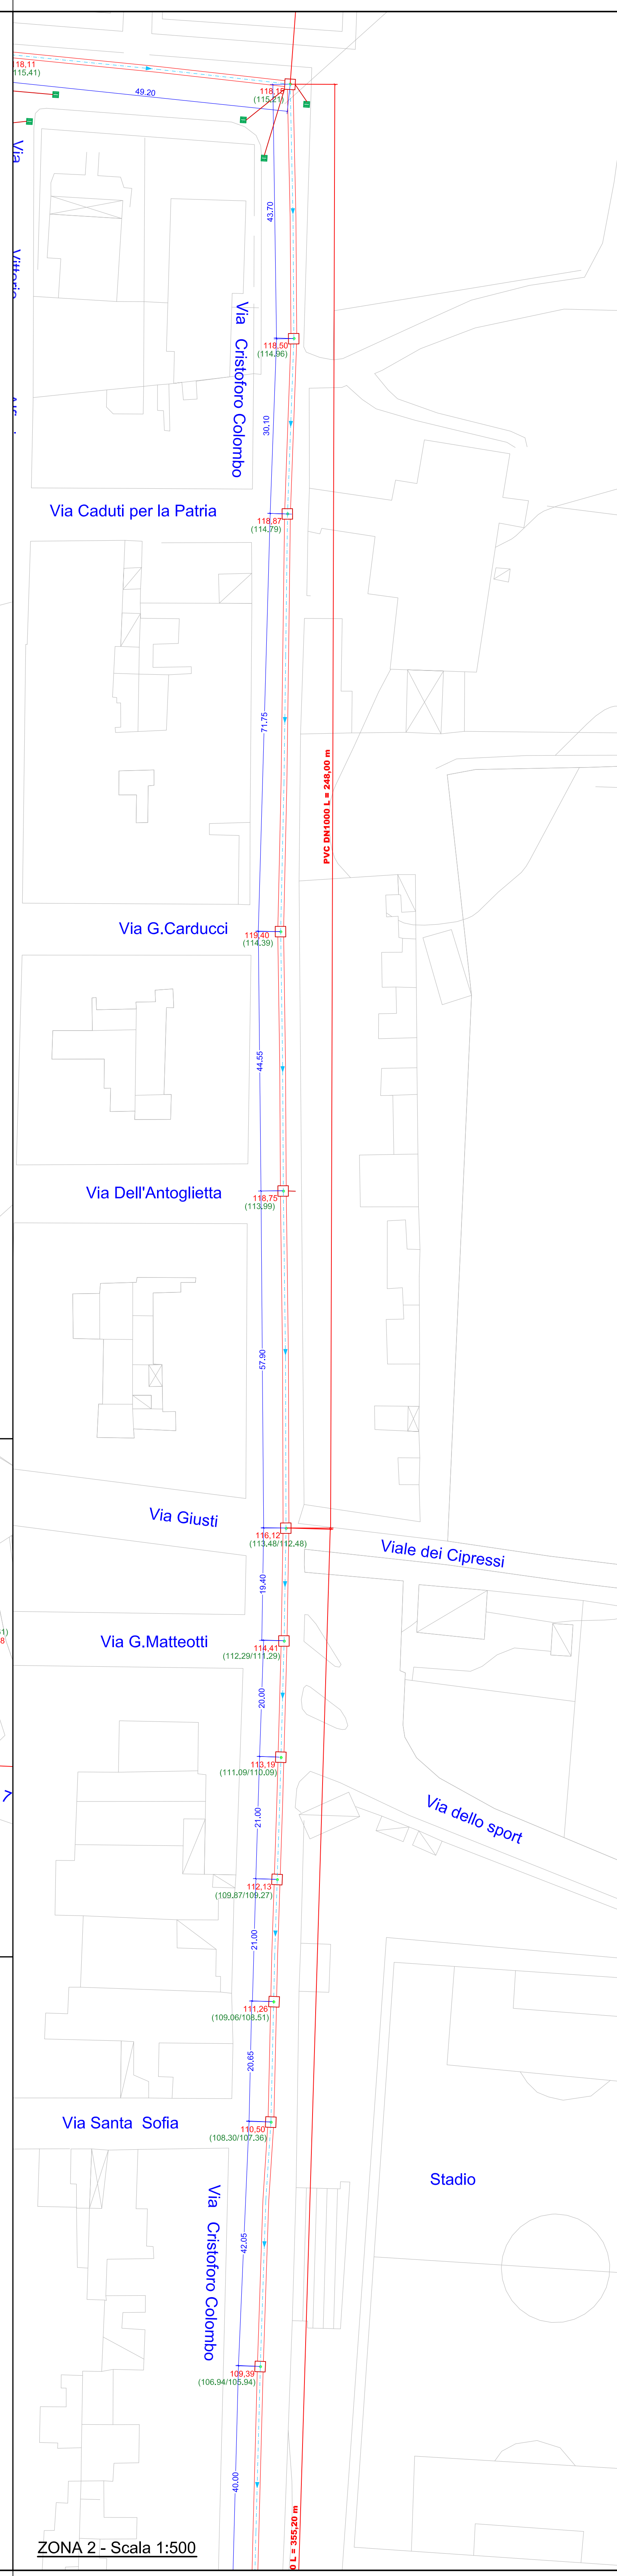 118,11
115,41)
49.20
118,18
(115.21)
Via
43.70
Vittorio
Via Cristoforo Colombo
118,50
(114.96)
30.10
Via Caduti per la Patria
118,87
(114.79)
71.75
PVC DN1000 L = 248,00 m
Via G.Carducci
119,40
(114.39)
44.55
Via Dell'Antoglietta
118,75
(113.99)
57.90
Via Giusti
116,12
(113.48/112.48)
Viale dei Cipressi
19.40
Via G.Matteotti
114,41
(112.29/111.29)
20.00
113,19
(111.09/110.09)
21.00
Via dello sport
112,13
(109.87/109.27)
21.00
111,26
(109.06/108.51)
20.65
Via Santa Sofia
110,50
(108.30/107.36)
Stadio
Via Cristoforo Colombo
42.05
109,39
(106.94/105.94)
40.00
0 L = 355,20 m
ZONA 2 - Scala 1:500